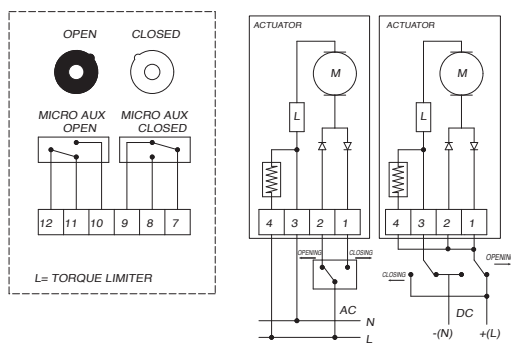 OPEN CLOSED
MICRO AUX OPEN
MICRO AUX CLOSED
12 11 10 9 8 7
L= TORQUE LIMITER
ACTUATOR
M
L
4 3 2 1
OPENING CLOSING
AC
N
L
ACTUATOR
M
L
4 3 2 1
CLOSING OPENING
DC
-(N) +(L)